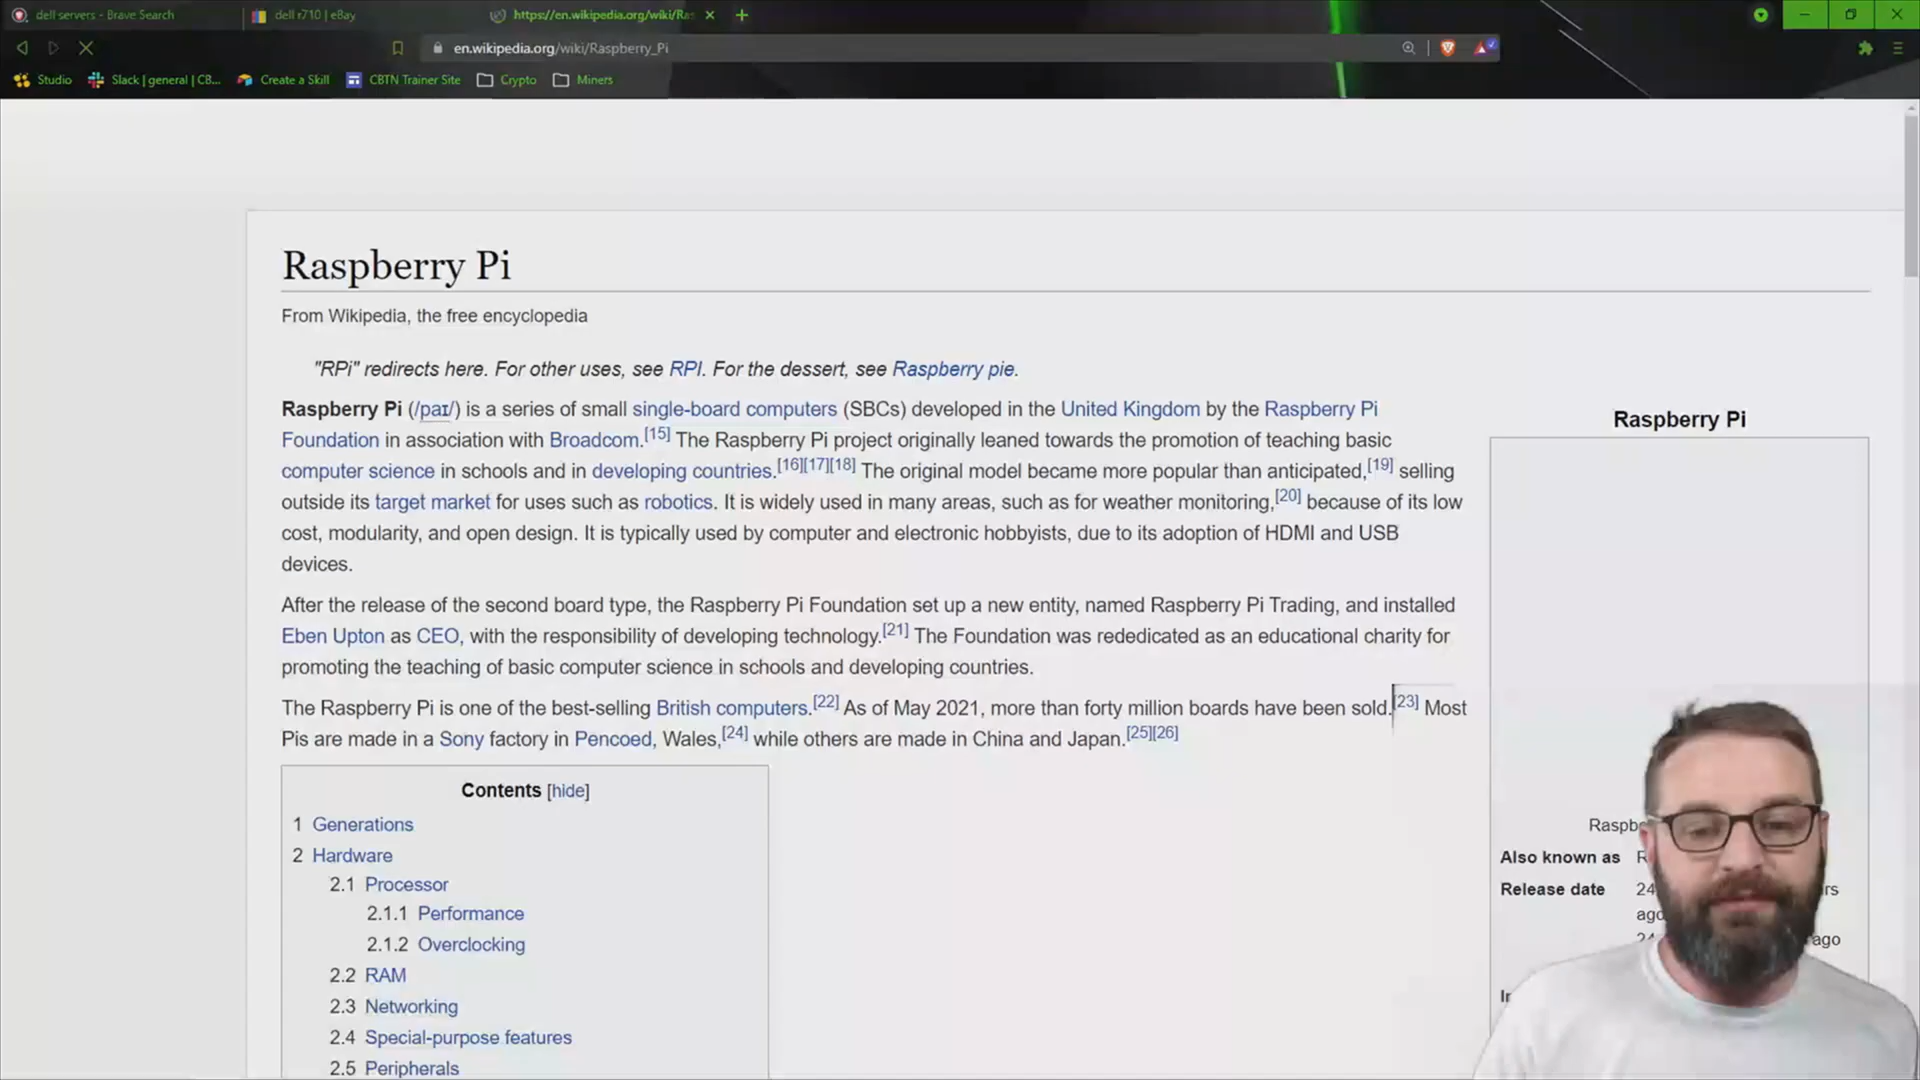 dell servers - Brave Search
dell r710 | eBay
https://en.wikipedia.org/wiki/Ras
en.wikipedia.org/wiki/Raspberry_Pi
Studio
Slack | general | CB...
Create a Skill
CBTN Trainer Site
Crypto
Miners
Raspberry Pi
From Wikipedia, the free encyclopedia
"RPi" redirects here. For other uses, see RPI. For the dessert, see Raspberry pie.
Raspberry Pi (/paɪ/) is a series of small single-board computers (SBCs) developed in the United Kingdom by the Raspberry Pi
Foundation in association with Broadcom.[15] The Raspberry Pi project originally leaned towards the promotion of teaching basic
computer science in schools and in developing countries.[16][17][18] The original model became more popular than anticipated,[19] selling
outside its target market for uses such as robotics. It is widely used in many areas, such as for weather monitoring,[20] because of its low
cost, modularity, and open design. It is typically used by computer and electronic hobbyists, due to its adoption of HDMI and USB
devices.
After the release of the second board type, the Raspberry Pi Foundation set up a new entity, named Raspberry Pi Trading, and installed
Eben Upton as CEO, with the responsibility of developing technology.[21] The Foundation was rededicated as an educational charity for
promoting the teaching of basic computer science in schools and developing countries.
The Raspberry Pi is one of the best-selling British computers.[22] As of May 2021, more than forty million boards have been sold.[23] Most
Pis are made in a Sony factory in Pencoed, Wales,[24] while others are made in China and Japan.[25][26]
Contents [hide]
1 Generations
2 Hardware
2.1 Processor
2.1.1 Performance
2.1.2 Overclocking
2.2 RAM
2.3 Networking
2.4 Special-purpose features
2.5 Peripherals
Raspberry Pi
Also known as
Release date 24
ago
ago